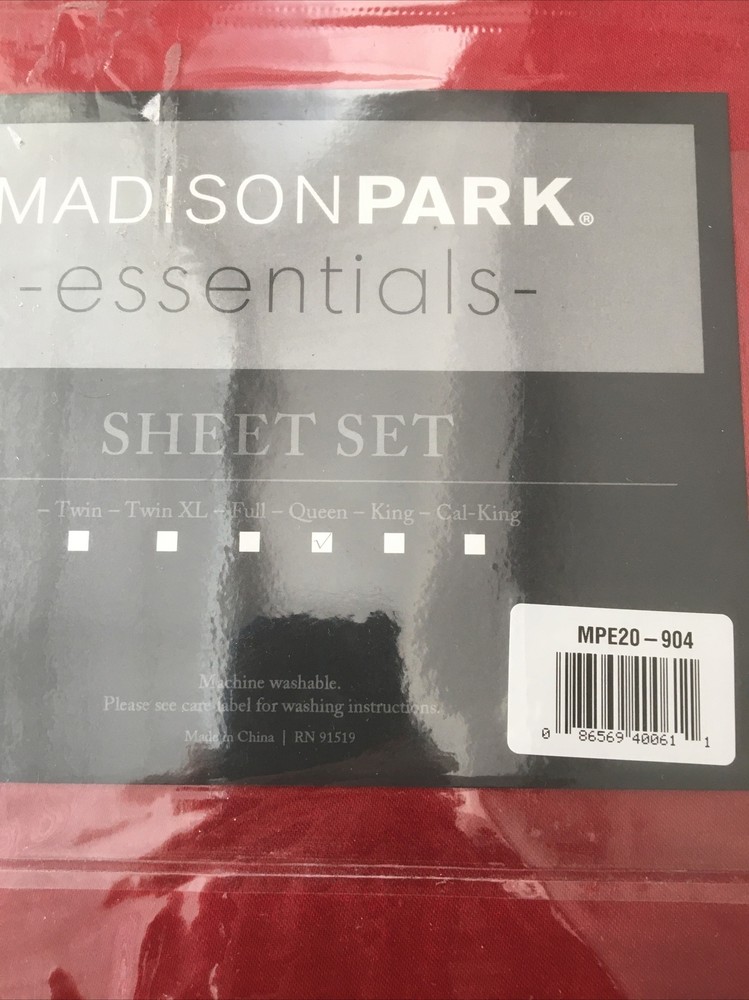 MADISONPARK®
-essentials-
SHEET SET
– Twin – Twin XL – Full – Queen – King – Cal-King
Machine washable.
Please see care label for washing instructions.
Made in China | RN 91519
MPE20-904
0 86569 40061 1